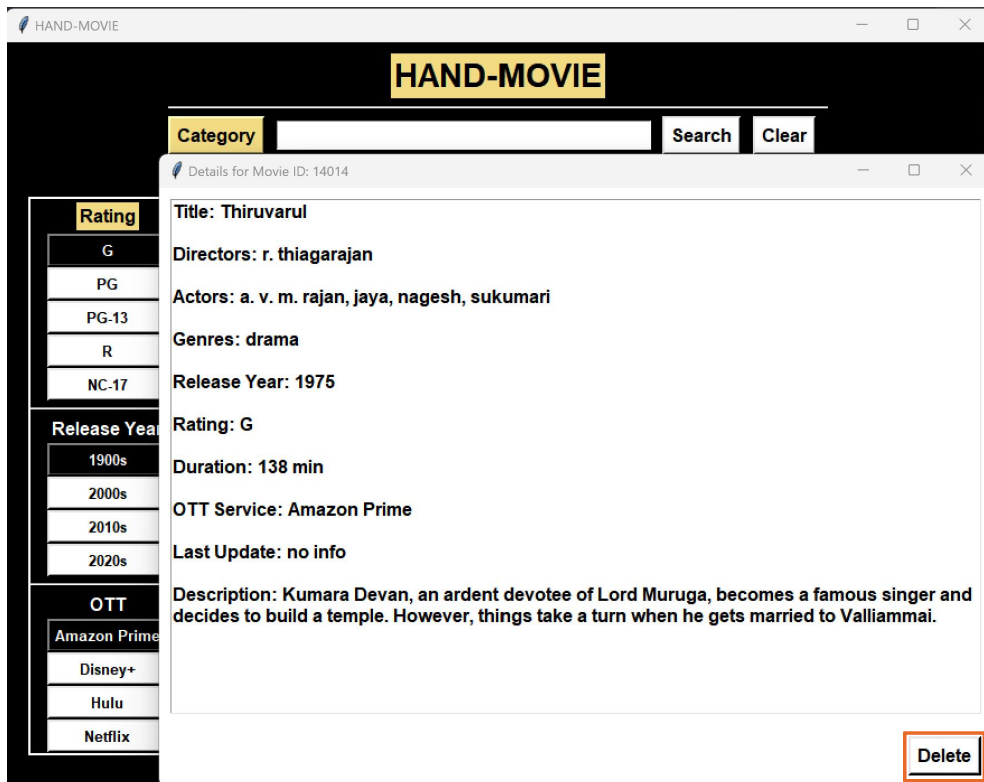 HAND-MOVIE
HAND-MOVIE
Category
Search
Clear
Details for Movie ID: 14014
Rating
G
PG
PG-13
R
NC-17
Release Yea
1900s
2000s
2010s
2020s
OTT
Amazon Prime
Disney+
Hulu
Netflix
Title: Thiruvarul
Directors: r. thiagarajan
Actors: a. v. m. rajan, jaya, nagesh, sukumari
Genres: drama
Release Year: 1975
Rating: G
Duration: 138 min
OTT Service: Amazon Prime
Last Update: no info
Description: Kumara Devan, an ardent devotee of Lord Muruga, becomes a famous singer and
decides to build a temple. However, things take a turn when he gets married to Valliammai.
Delete